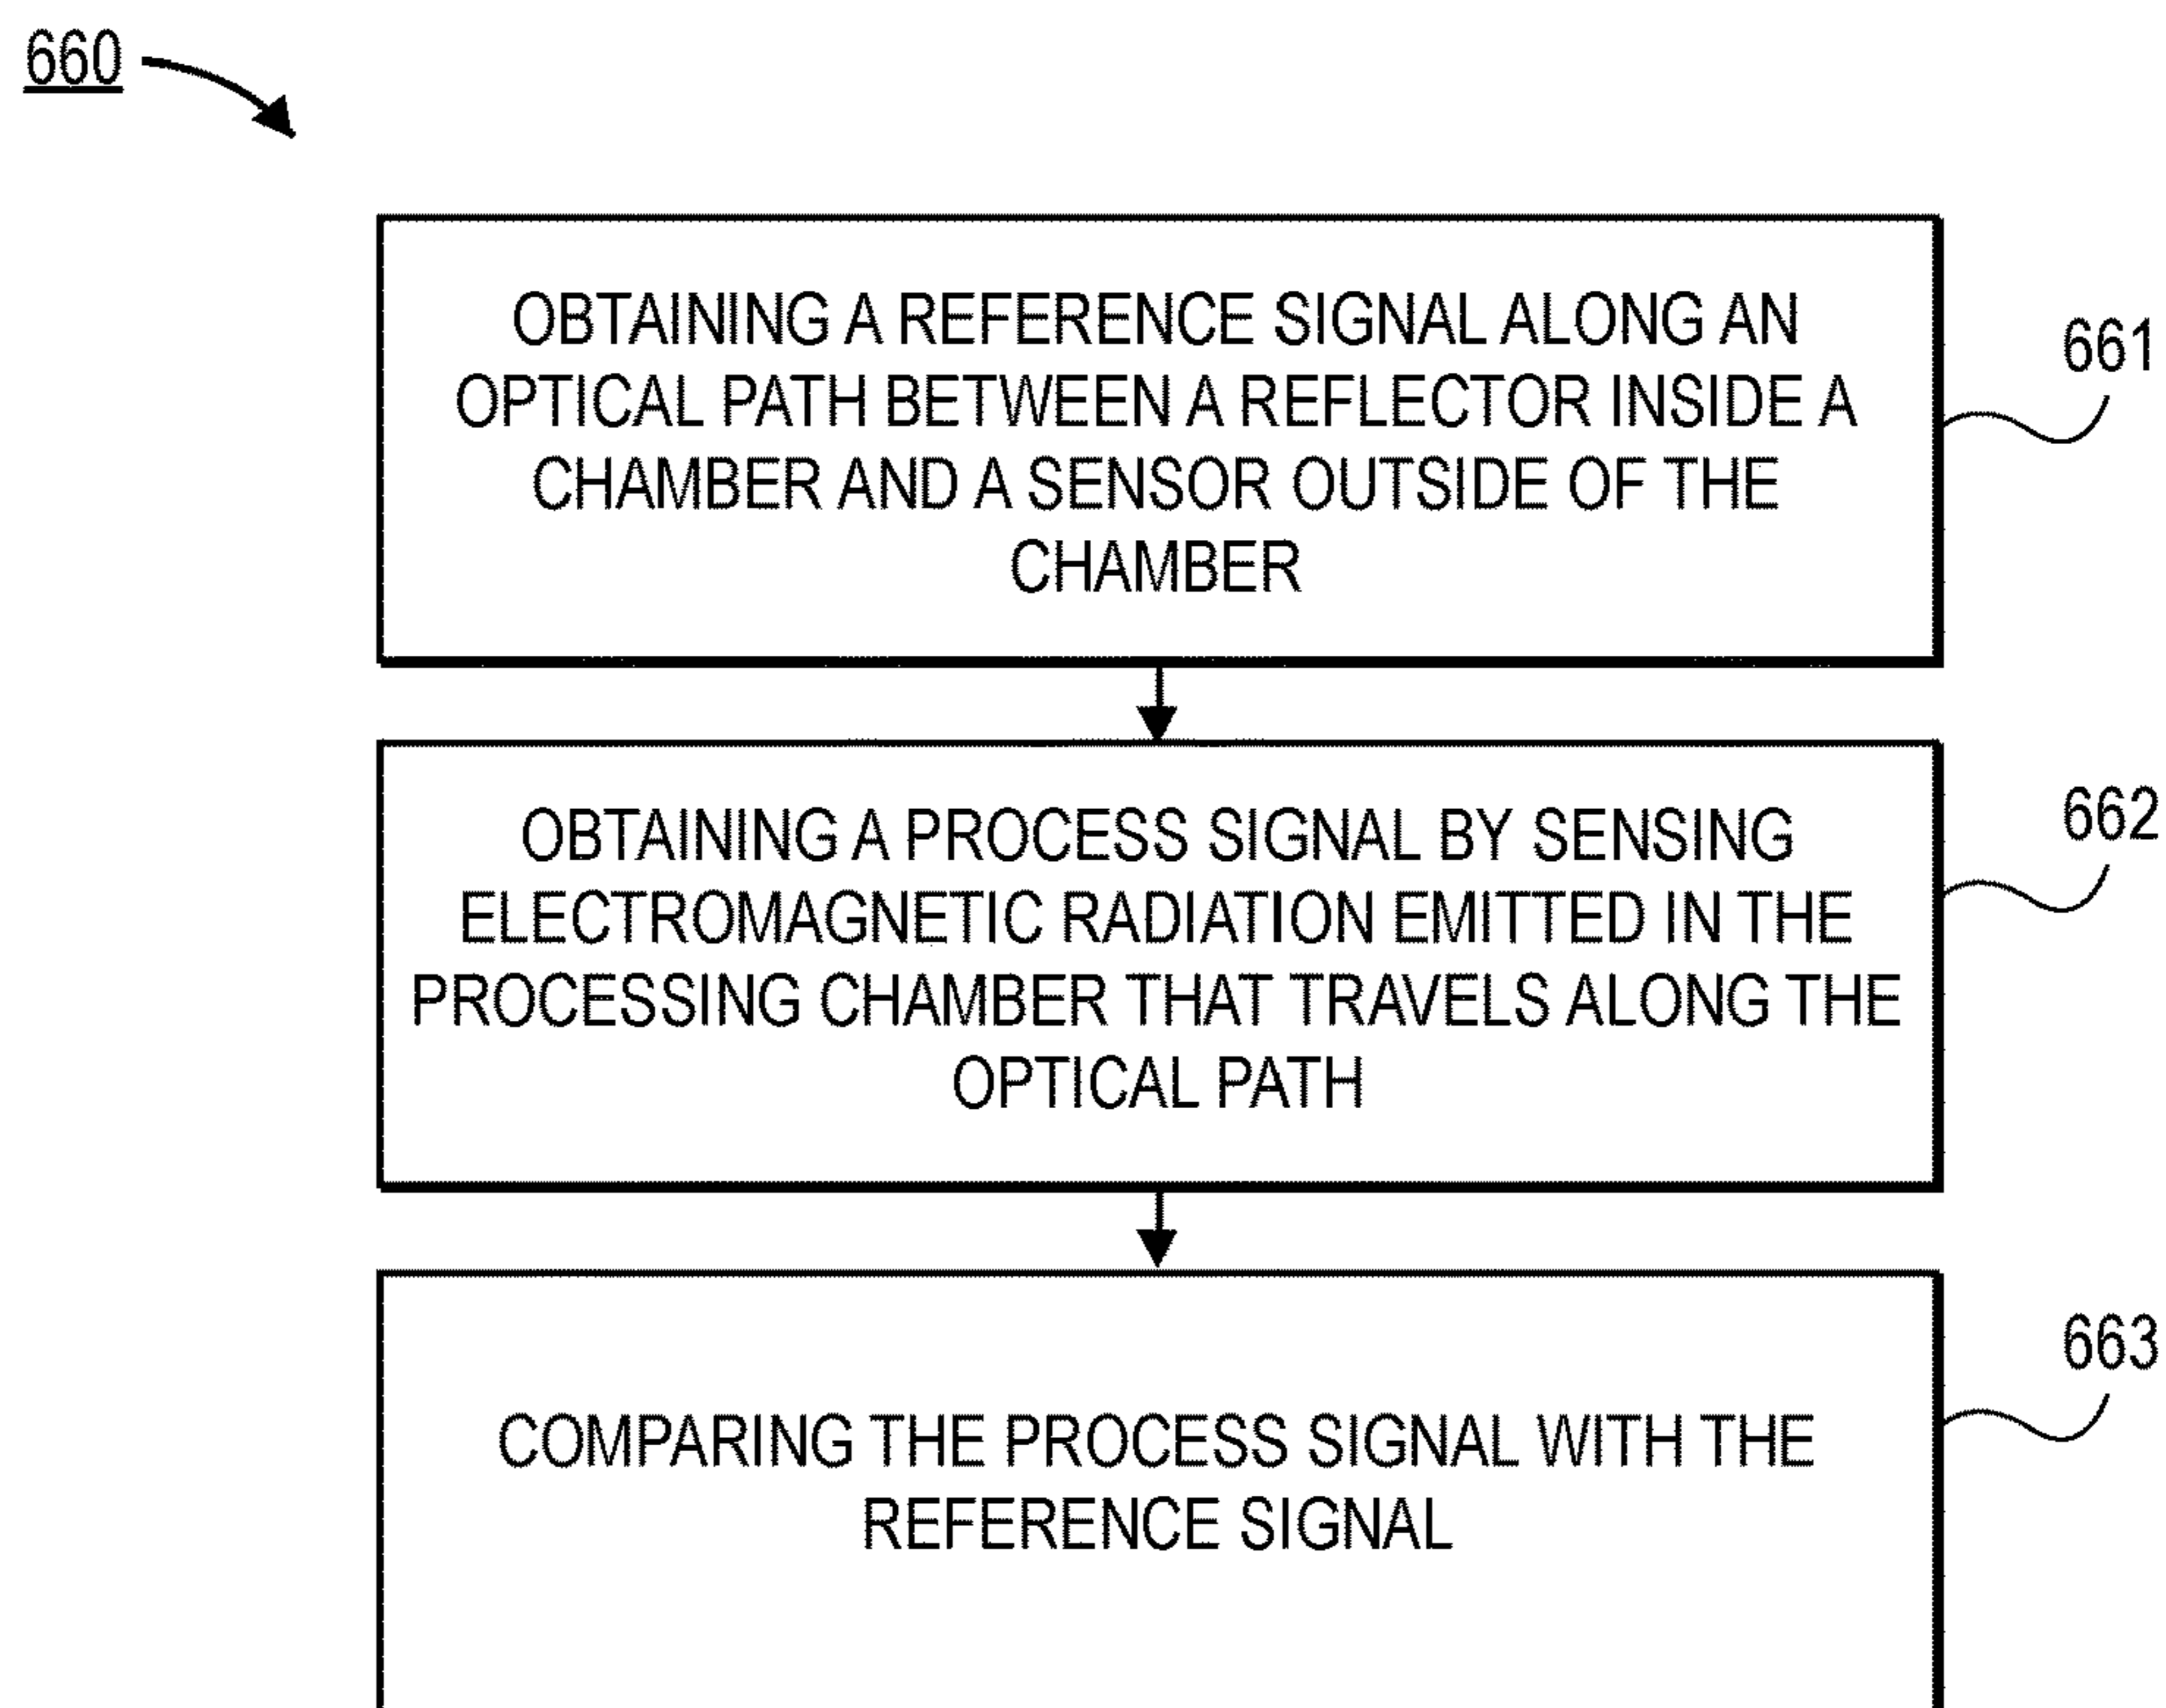 660
OBTAINING A REFERENCE SIGNAL ALONG AN
OPTICAL PATH BETWEEN A REFLECTOR INSIDE A
CHAMBER AND A SENSOR OUTSIDE OF THE
CHAMBER
661
OBTAINING A PROCESS SIGNAL BY SENSING
ELECTROMAGNETIC RADIATION EMITTED IN THE
PROCESSING CHAMBER THAT TRAVELS ALONG THE
OPTICAL PATH
662
COMPARING THE PROCESS SIGNAL WITH THE
REFERENCE SIGNAL
663